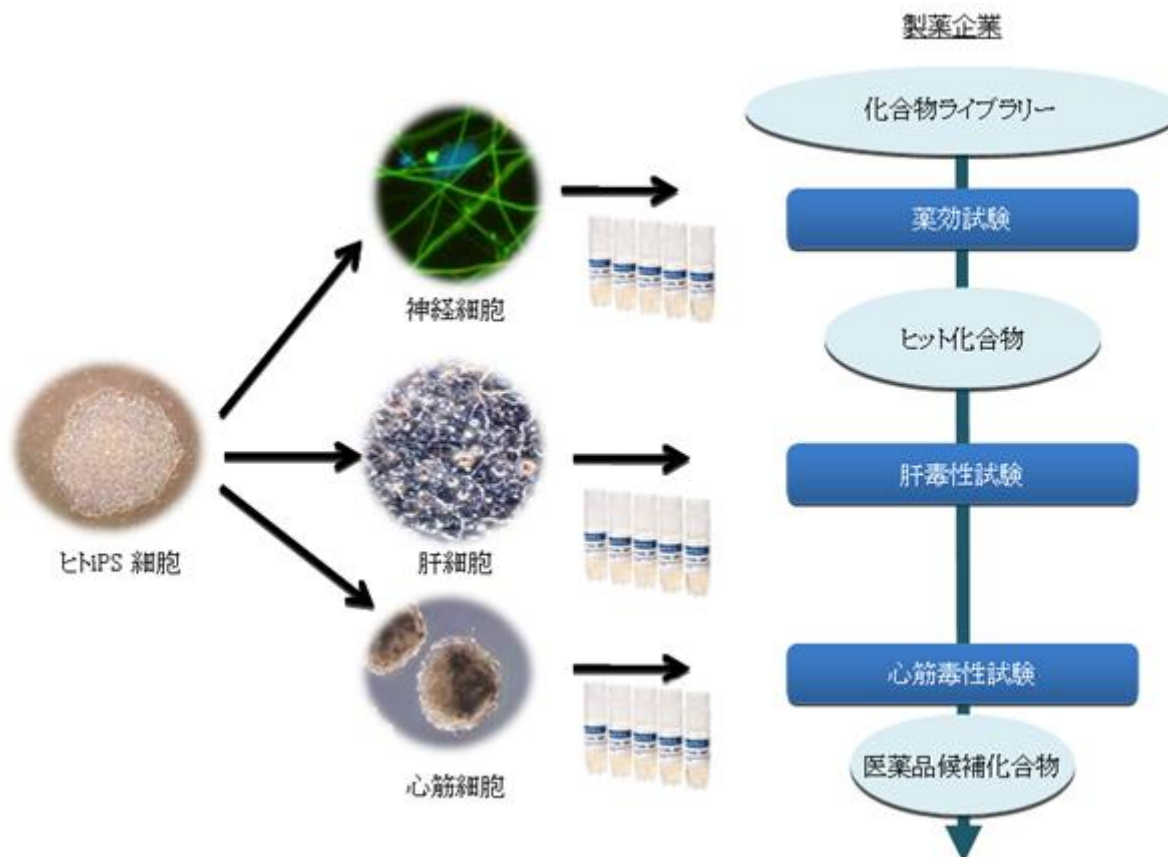 製薬企業
化合物ライブラリー
薬効試験
神経細胞
ヒット化合物
肝毒性試験
ヒトiPS 細胞
肝細胞
心筋毒性試験
医薬品候補化合物
心筋細胞